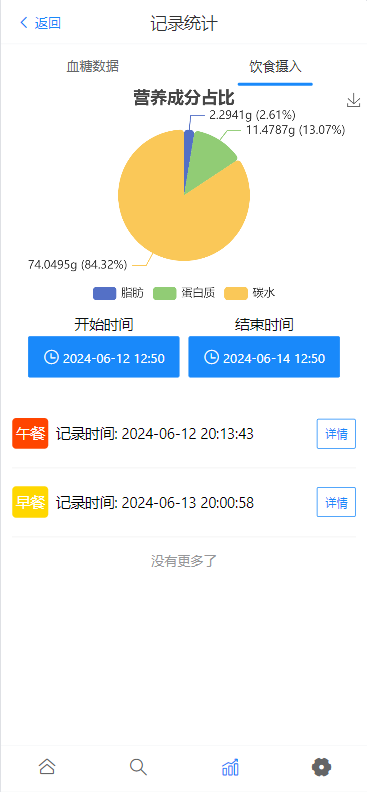 返回
记录统计
血糖数据
饮食摄入
营养成分占比
2.2941g (2.61%)
11.4787g (13.07%)
74.0495g (84.32%)
脂肪 蛋白质 碳水
开始时间 结束时间
2024-06-12 12:50 2024-06-14 12:50
午餐 记录时间: 2024-06-12 20:13:43 详情
早餐 记录时间: 2024-06-13 20:00:58 详情
没有更多了